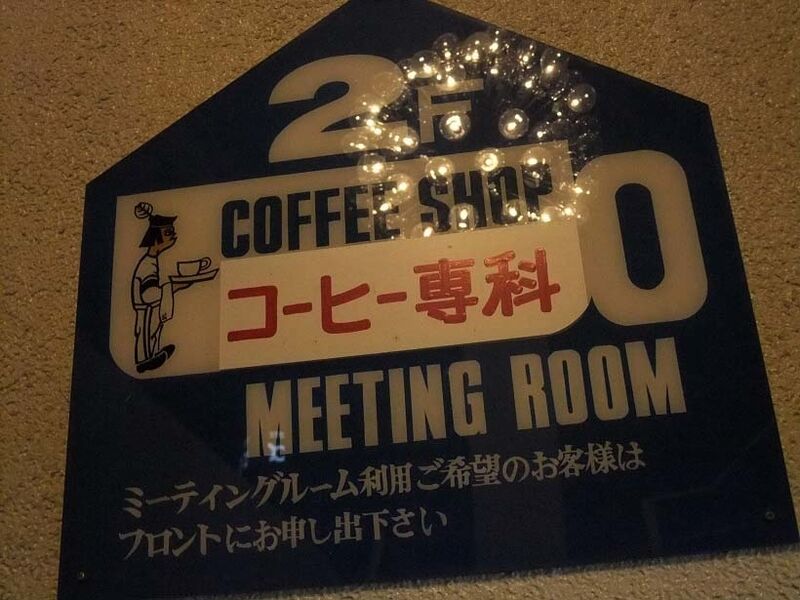 2F
COFFEE SHOP
コーヒー専科
MEETING ROOM
ミーティングルーム利用ご希望のお客様は
フロントにお申し出下さい